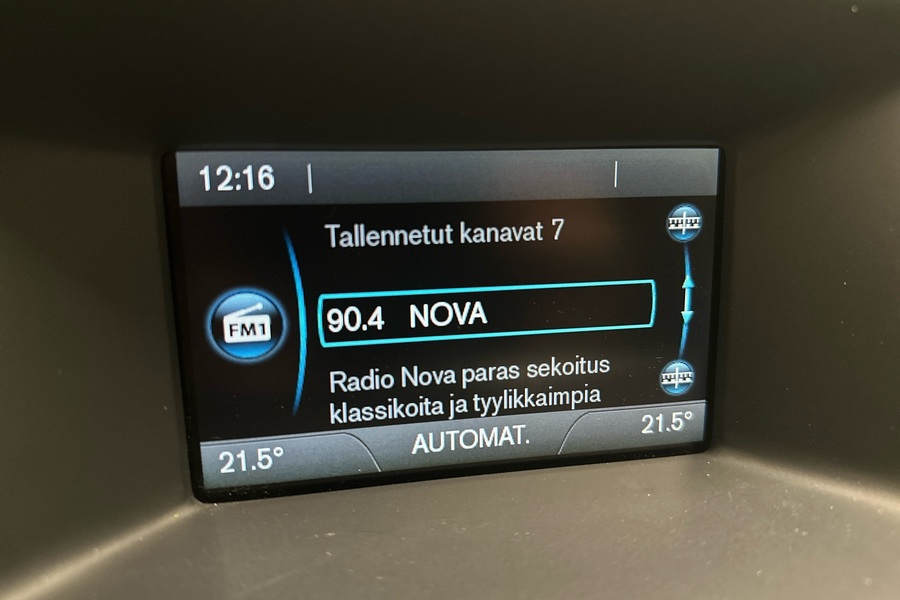 12:16
Tallennetut kanavat 7
FM1
90.4 NOVA
Radio Nova paras sekoitus
klassikoita ja tyylikkaimpia
21.5° AUTOMAT. 21.5°